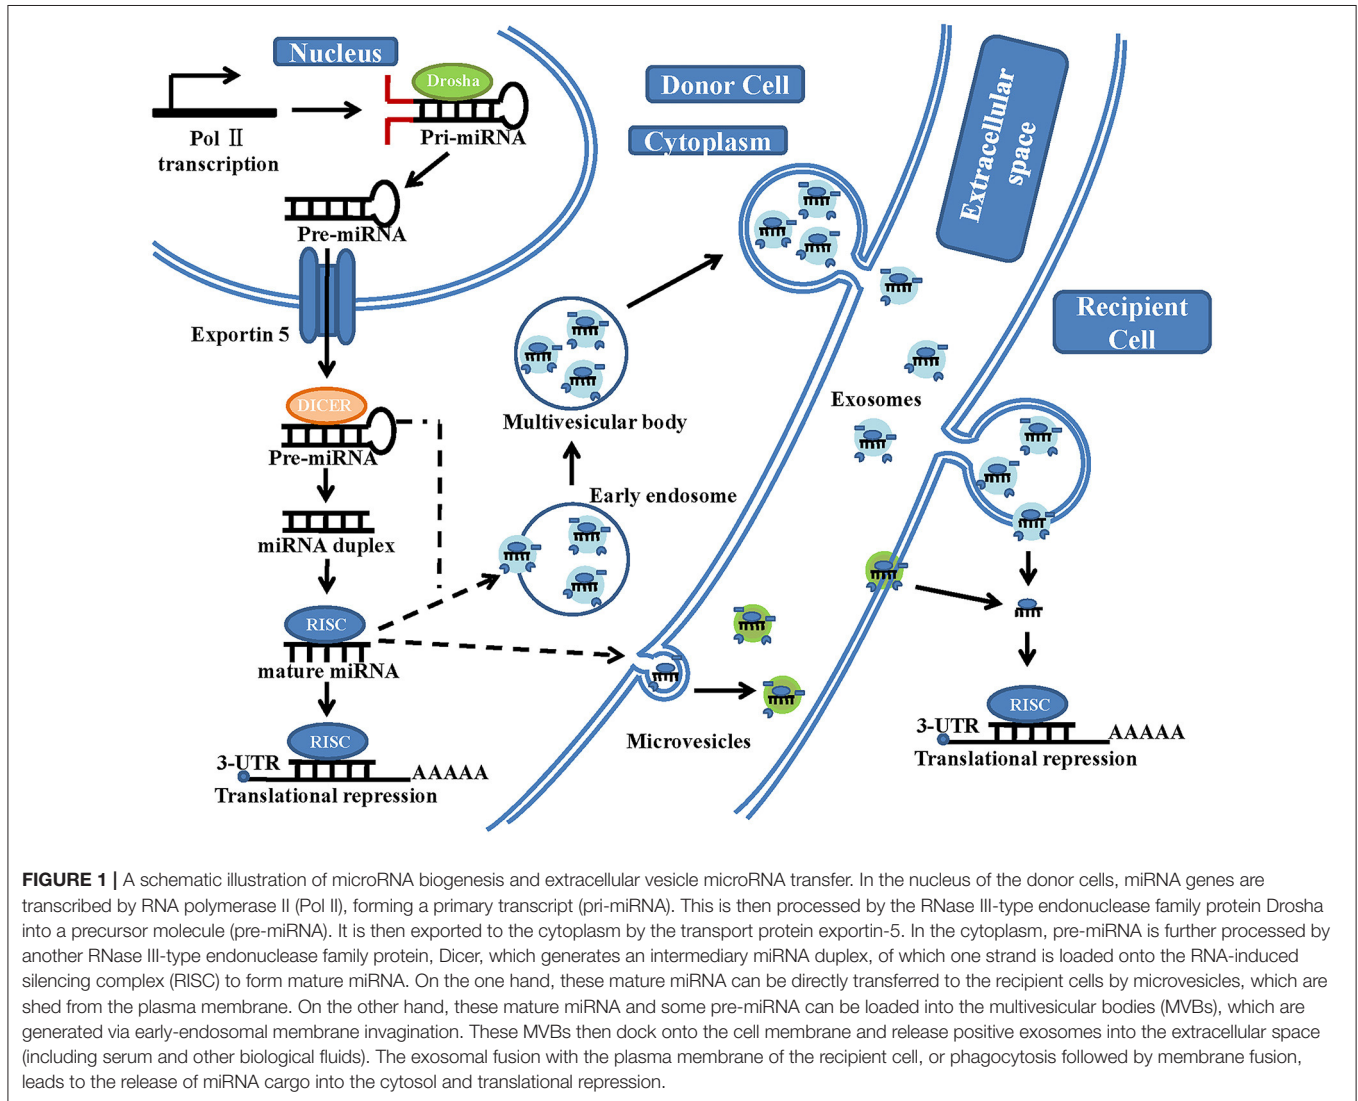 Nucleus
Drosha
Pol II
transcription
Pri-miRNA
Pre-miRNA
Exportin 5
DICER
Pre-miRNA
miRNA duplex
RISC
mature miRNA
RISC
3-UTR
AAAAA
Translational repression
Donor Cell
Cytoplasm
Multivesicular body
Early endosome
Microvesicles
Extracellular
space
Exosomes
Recipient
Cell
RISC
3-UTR
AAAAA
Translational repression
FIGURE 1 | A schematic illustration of microRNA biogenesis and extracellular vesicle microRNA transfer. In the nucleus of the donor cells, miRNA genes are
transcribed by RNA polymerase II (Pol II), forming a primary transcript (pri-miRNA). This is then processed by the RNase III-type endonuclease family protein Drosha
into a precursor molecule (pre-miRNA). It is then exported to the cytoplasm by the transport protein exportin-5. In the cytoplasm, pre-miRNA is further processed by
another RNase III-type endonuclease family protein, Dicer, which generates an intermediary miRNA duplex, of which one strand is loaded onto the RNA-induced
silencing complex (RISC) to form mature miRNA. On the one hand, these mature miRNA can be directly transferred to the recipient cells by microvesicles, which are
shed from the plasma membrane. On the other hand, these mature miRNA and some pre-miRNA can be loaded into the multivesicular bodies (MVBs), which are
generated via early-endosomal membrane invagination. These MVBs then dock onto the cell membrane and release positive exosomes into the extracellular space
(including serum and other biological fluids). The exosomal fusion with the plasma membrane of the recipient cell, or phagocytosis followed by membrane fusion,
leads to the release of miRNA cargo into the cytosol and translational repression.